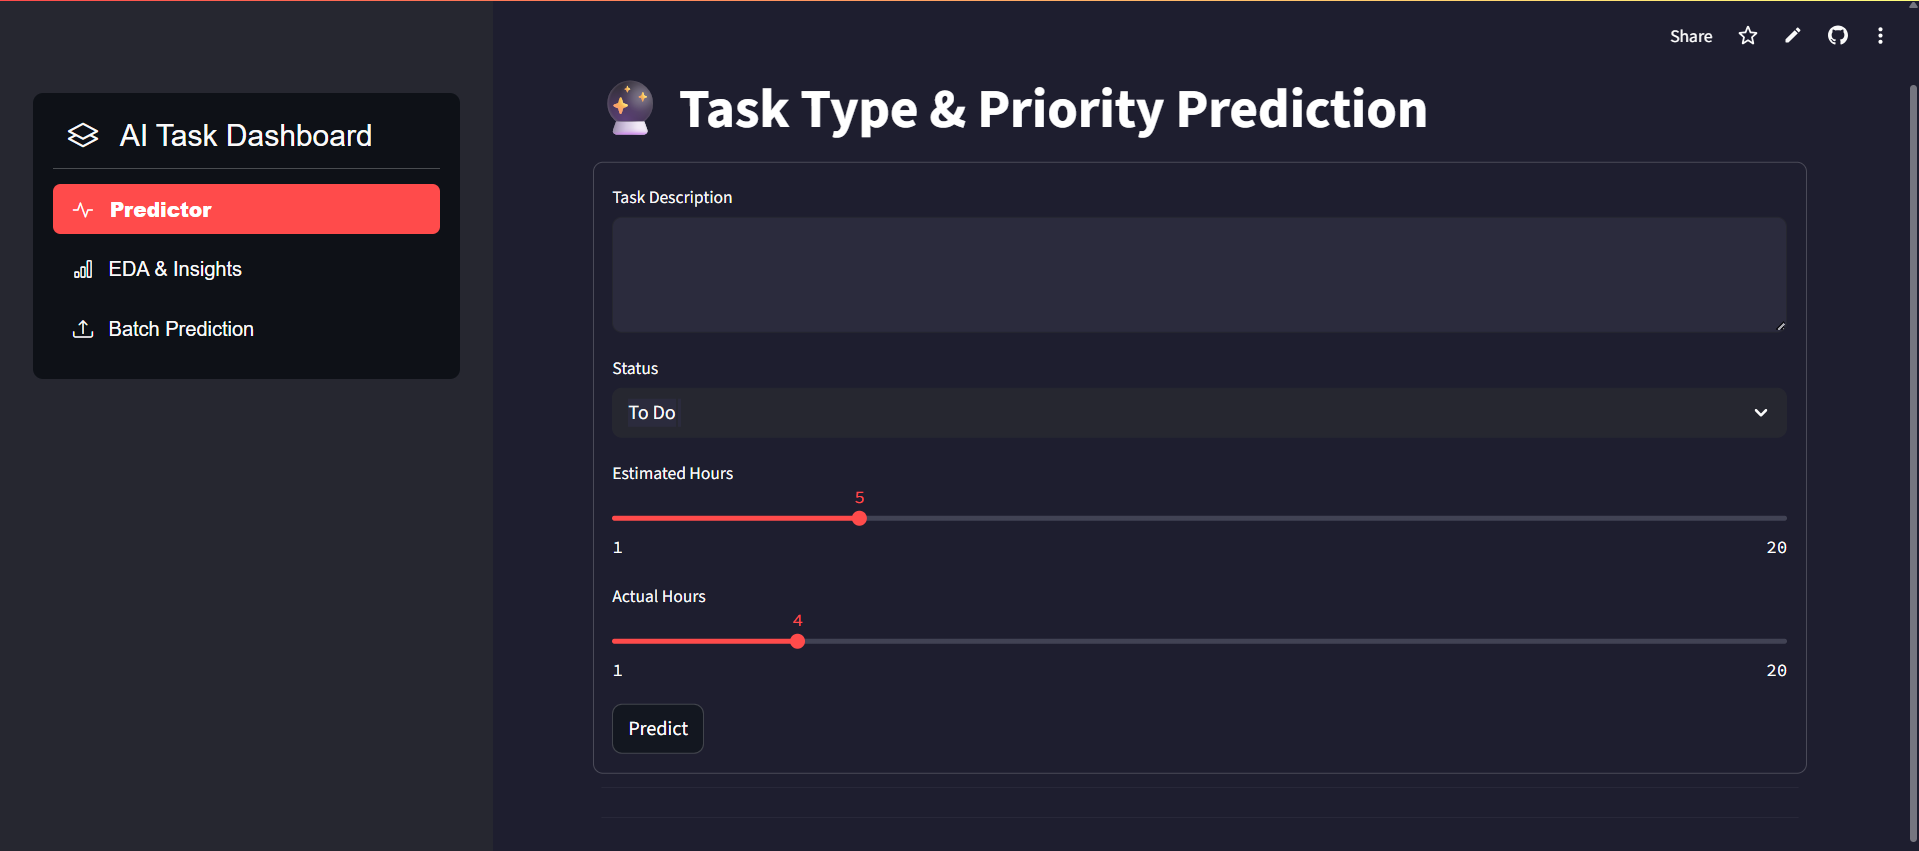 Share
AI Task Dashboard
Predictor
EDA & Insights
Batch Prediction
Task Type & Priority Prediction
Task Description
Status
To Do
Estimated Hours
5
1 20
Actual Hours
4
1 20
Predict